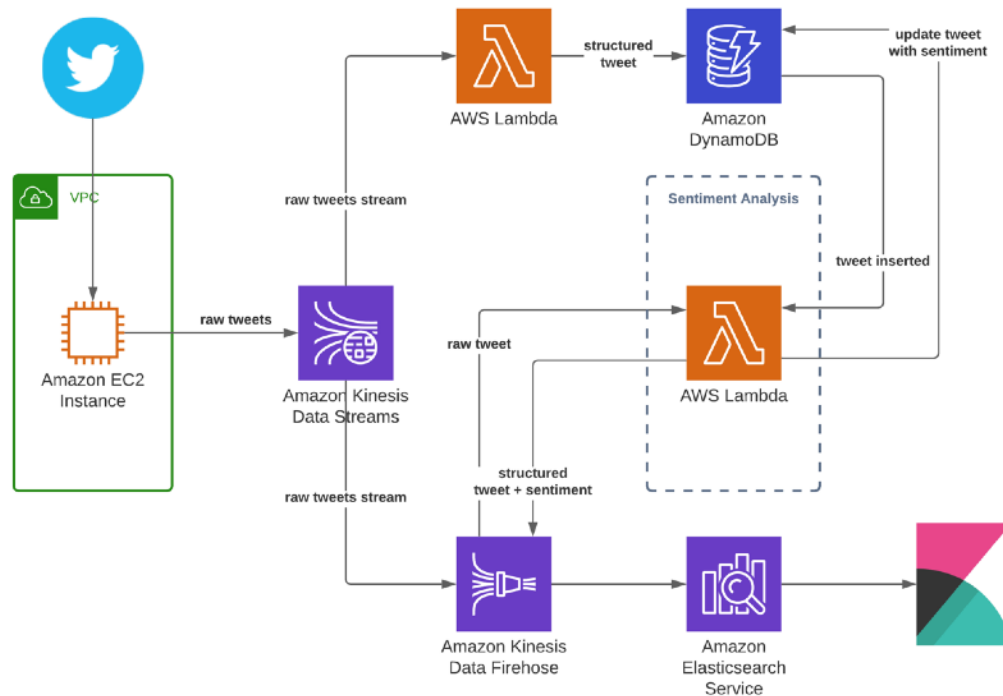 AWS Lambda
structured
tweet
Amazon
DynamoDB
update tweet
with sentiment
VPC
raw tweets stream
Sentiment Analysis
tweet inserted
raw tweets
Amazon EC2
Instance
Amazon Kinesis
Data Streams
raw tweet
AWS Lambda
structured
tweet + sentiment
raw tweets stream
Amazon Kinesis
Data Firehose
Amazon
Elasticsearch
Service